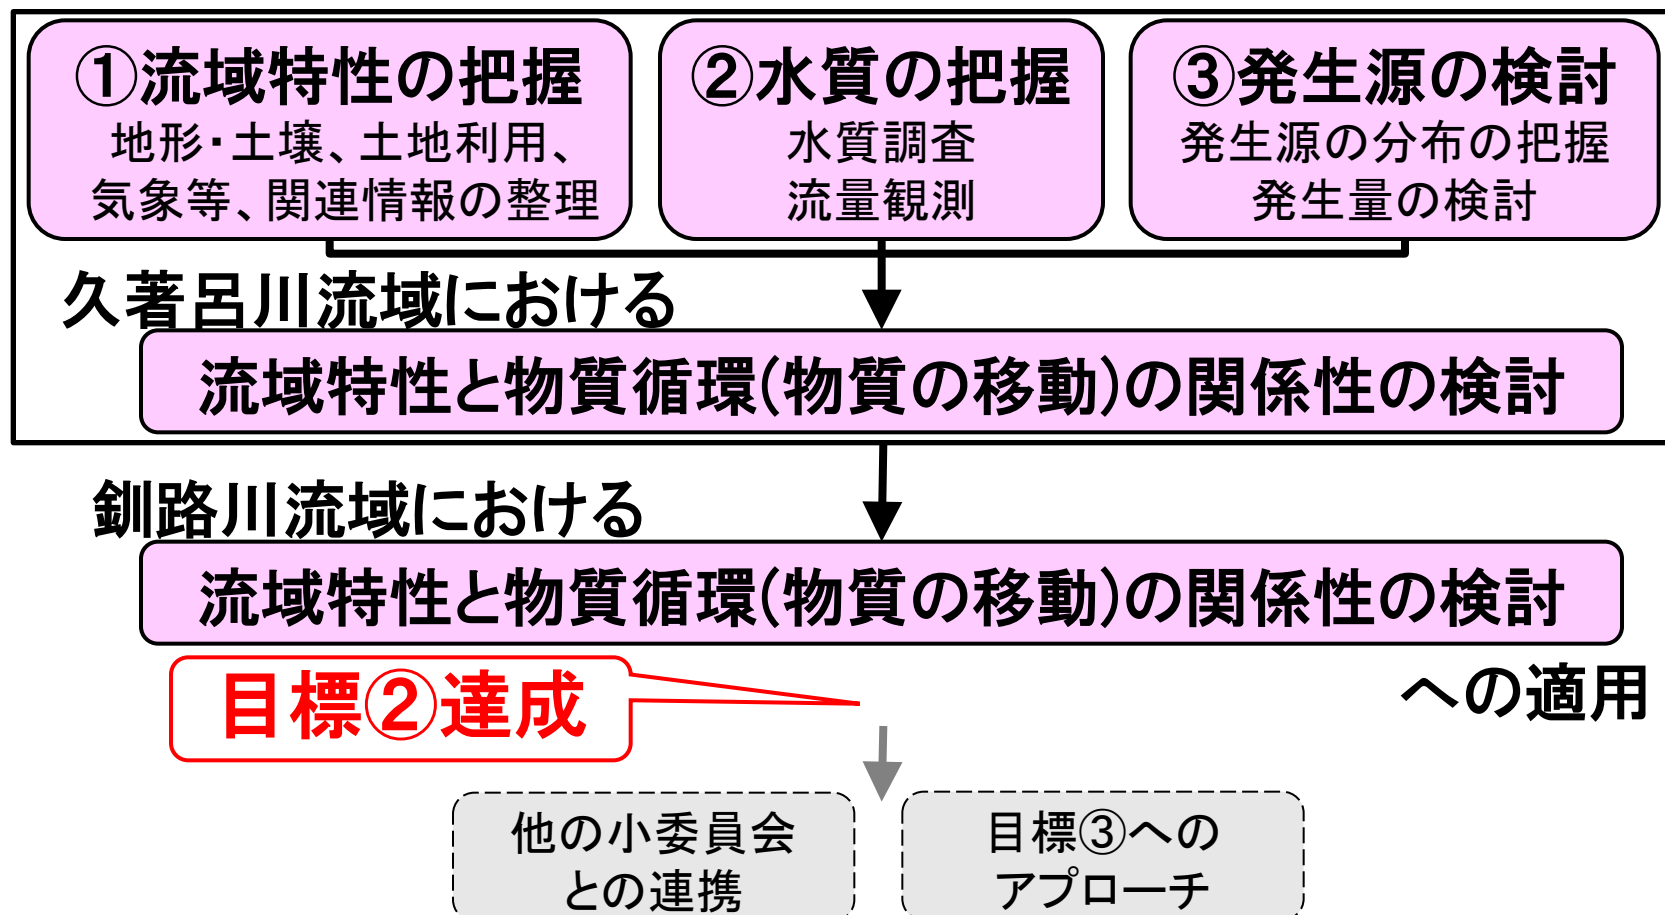 ①流域特性の把握
地形・土壌、土地利用、
気象等、関連情報の整理
②水質の把握
水質調査
流量観測
③発生源の検討
発生源の分布の把握
発生量の検討
久著呂川流域における
流域特性と物質循環(物質の移動)の関係性の検討
釧路川流域における
流域特性と物質循環(物質の移動)の関係性の検討
への適用
目標②達成
他の小委員会
との連携
目標③への
アプローチ